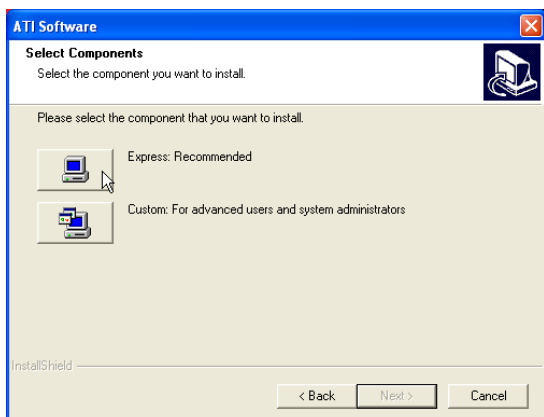 ATI Software
Select Components
Select the component you want to install.
Please select the component that you want to install.
Express: Recommended
Custom: For advanced users and system administrators
InstallShield
< Back Next > Cancel